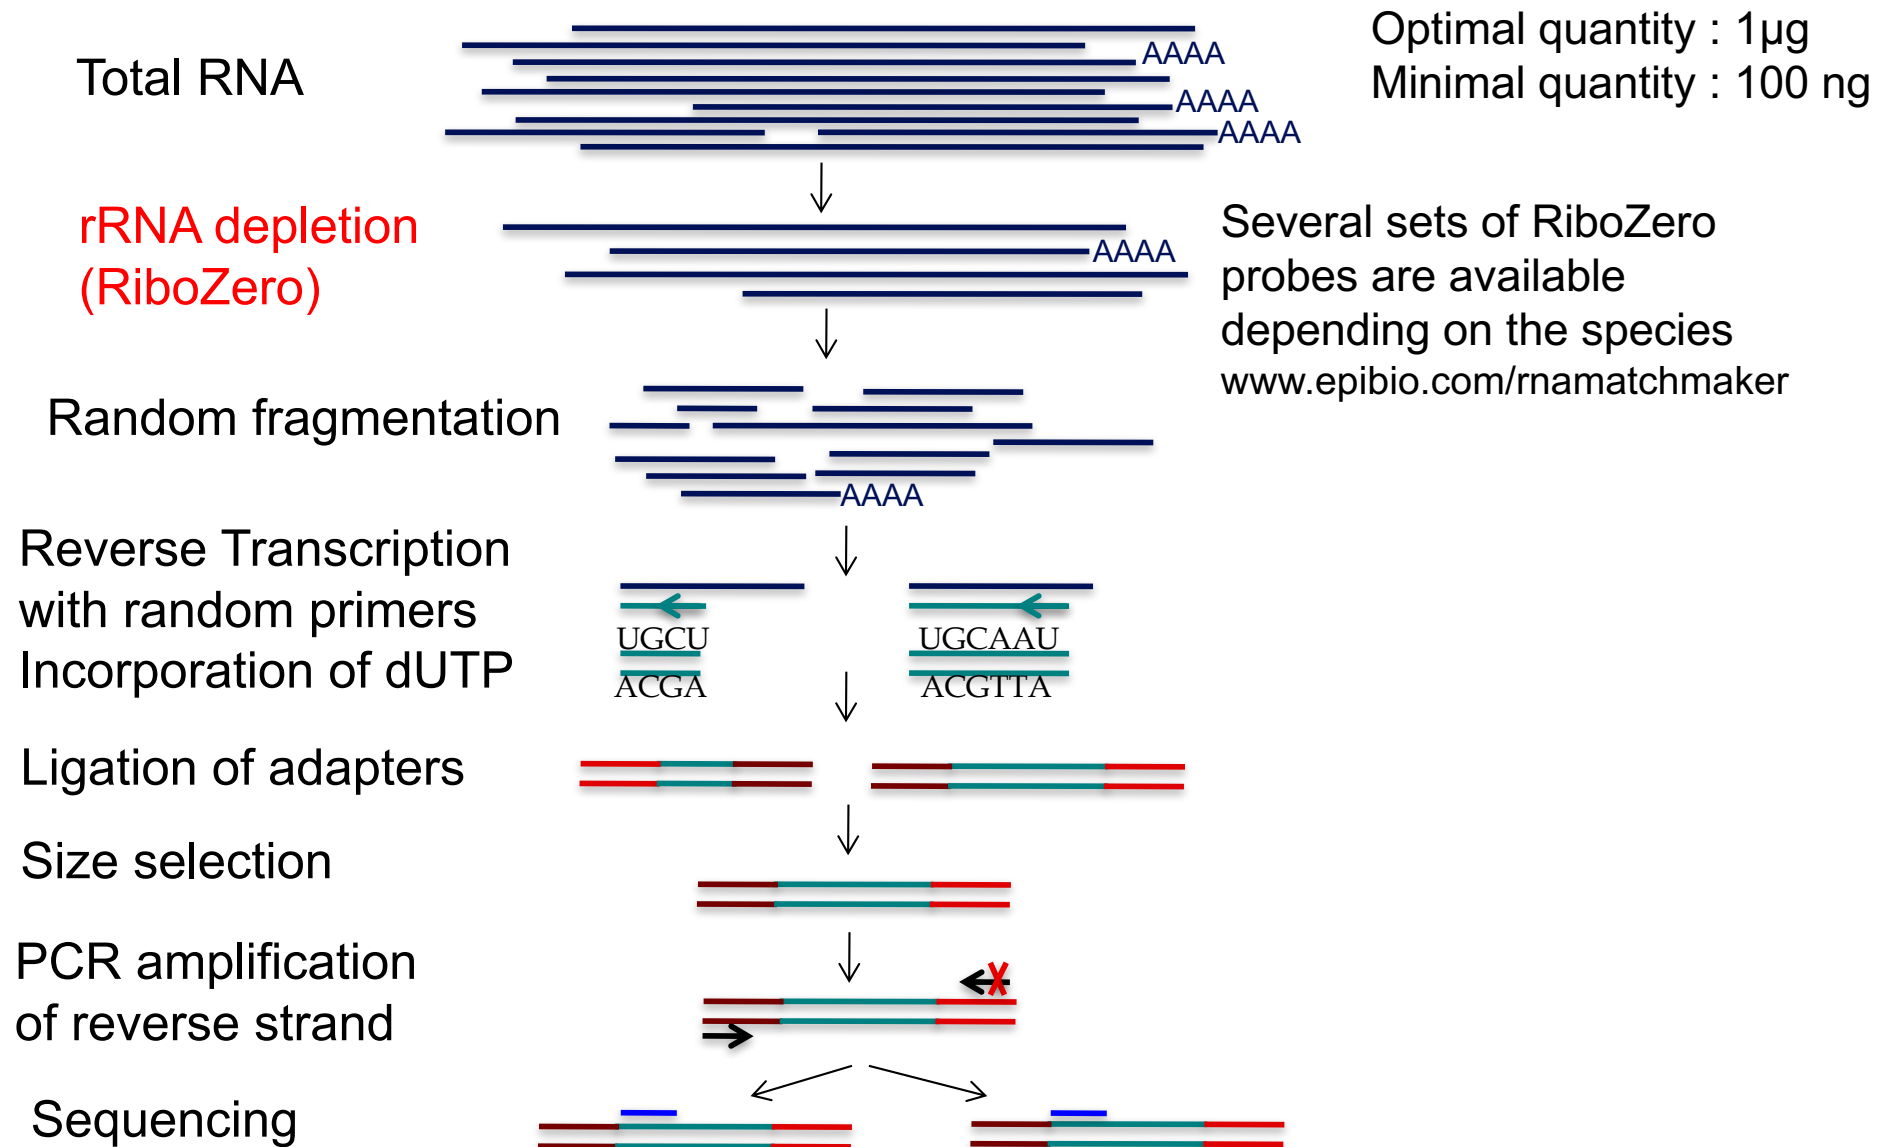 Total RNA
AAAA
AAAA
AAAA
Optimal quantity : 1µg
Minimal quantity : 100 ng
rRNA depletion
(RiboZero)
AAAA
Several sets of RiboZero
probes are available
depending on the species
www.epibio.com/rnamatchmaker
Random fragmentation
AAAA
Reverse Transcription
with random primers
Incorporation of dUTP
UGCU
ACGA
UGCAAU
ACGTTA
Ligation of adapters
Size selection
PCR amplification
of reverse strand
X
Sequencing